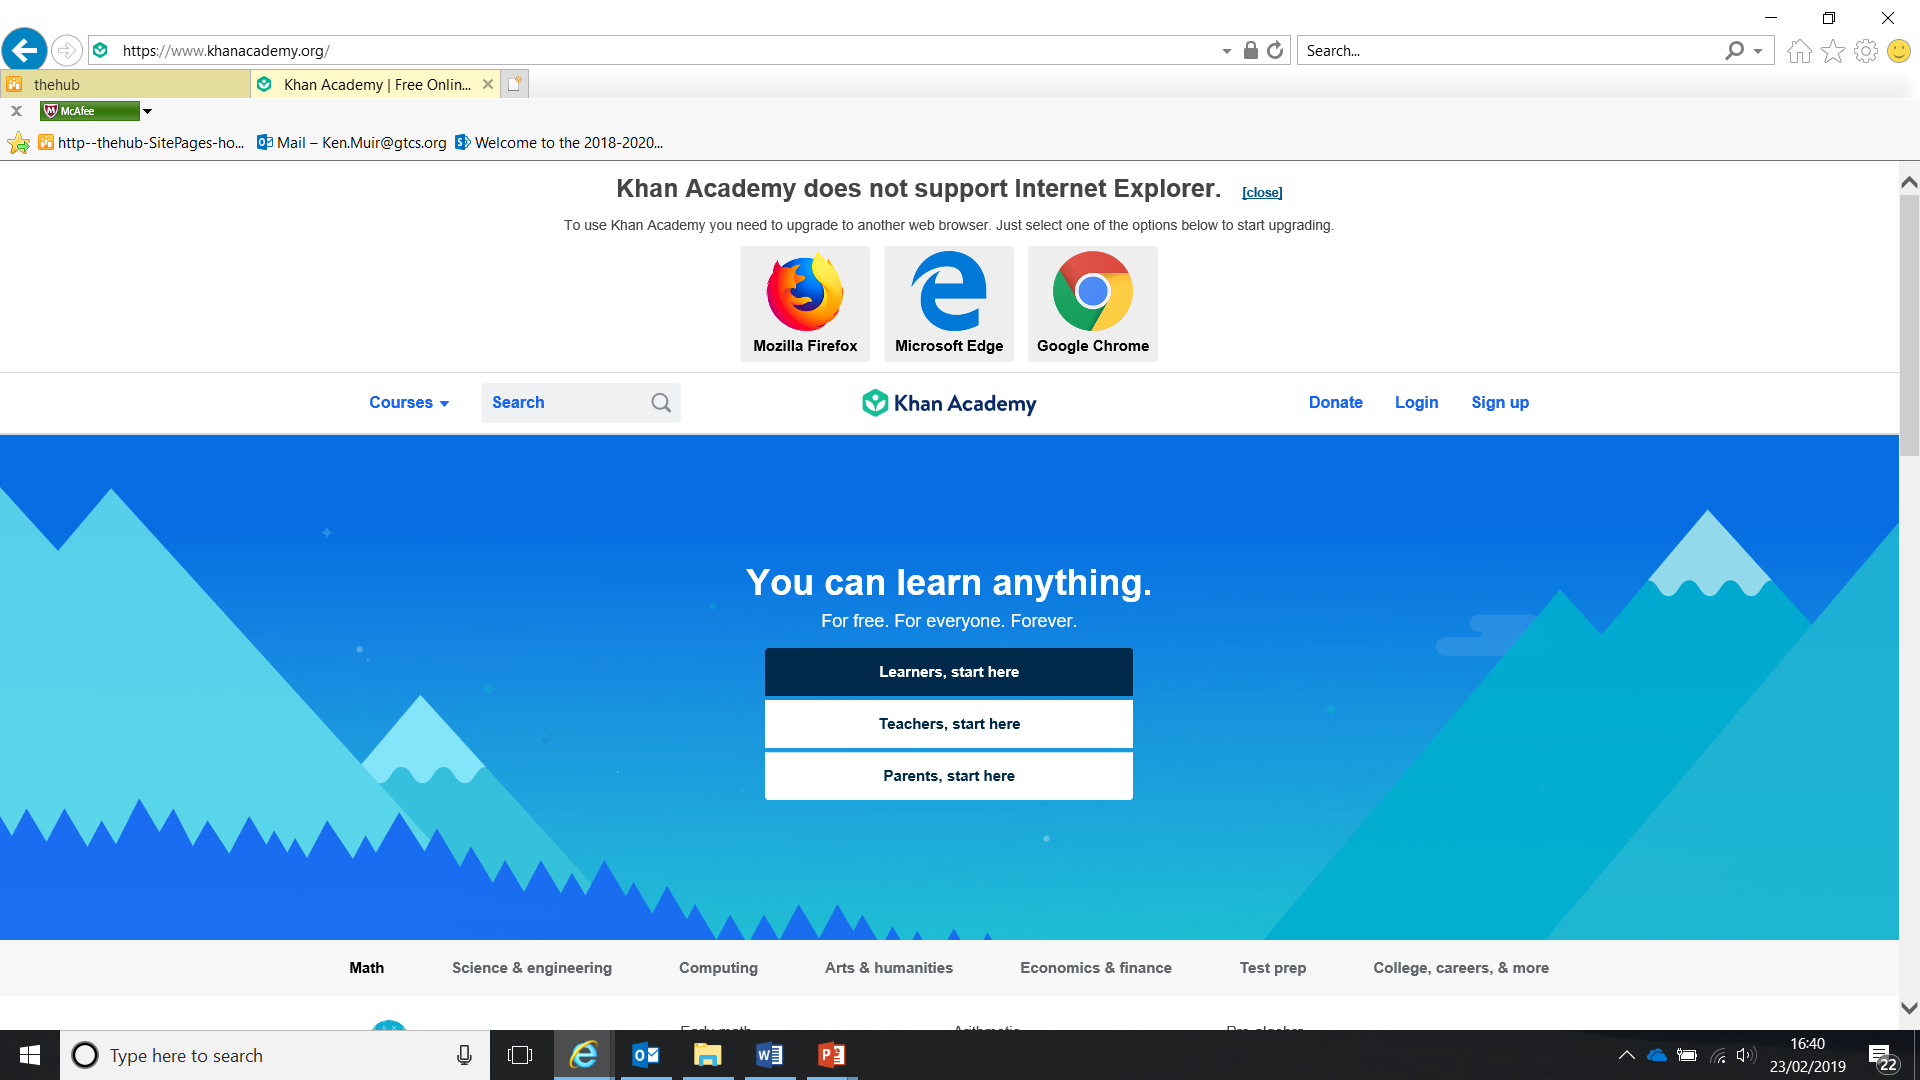 https://www.khanacademy.org/
Search...
thehub
Khan Academy | Free Onlin...
McAfee
http--thehub-SitePages-ho...
Mail – Ken.Muir@gtcs.org
Welcome to the 2018-2020...
Khan Academy does not support Internet Explorer. [close]
To use Khan Academy you need to upgrade to another web browser. Just select one of the options below to start upgrading.
Mozilla Firefox
Microsoft Edge
Google Chrome
Courses
Search
Khan Academy
Donate
Login
Sign up
You can learn anything.
For free. For everyone. Forever.
Learners, start here
Teachers, start here
Parents, start here
Math
Science & engineering
Computing
Arts & humanities
Economics & finance
Test prep
College, careers, & more
Early math
Arithmetic
Pre-algebra
Type here to search
16:40
23/02/2019
22